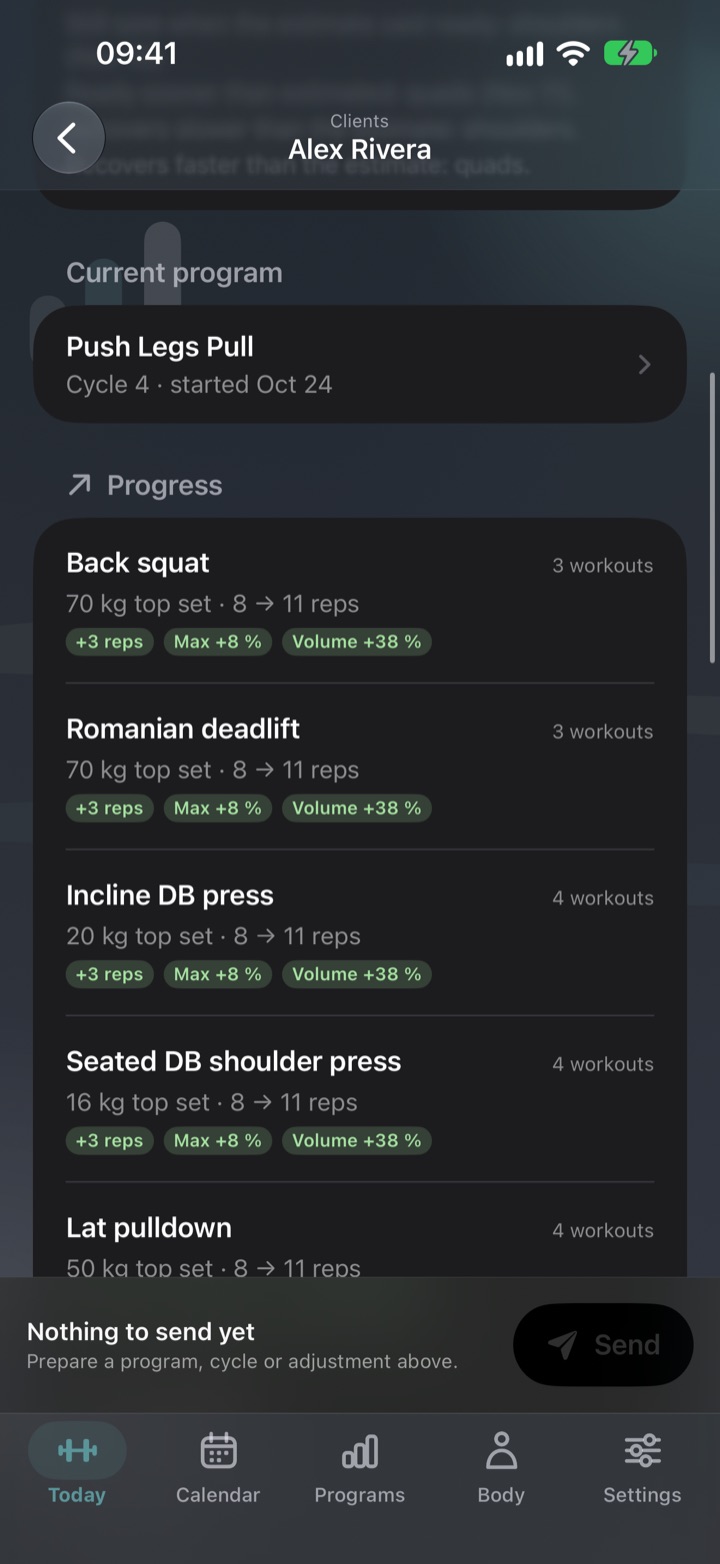 09:41
Clients
Alex Rivera
recovers faster than the estimate: quads.
Current program
Push Legs Pull
Cycle 4 · started Oct 24
Progress
Back squat
3 workouts
70 kg top set · 8 → 11 reps
+3 reps Max +8 % Volume +38 %
Romanian deadlift
3 workouts
70 kg top set · 8 → 11 reps
+3 reps Max +8 % Volume +38 %
Incline DB press
4 workouts
20 kg top set · 8 → 11 reps
+3 reps Max +8 % Volume +38 %
Seated DB shoulder press
4 workouts
16 kg top set · 8 → 11 reps
+3 reps Max +8 % Volume +38 %
Lat pulldown
4 workouts
50 kg top set · 8 → 11 reps
Nothing to send yet
Prepare a program, cycle or adjustment above.
Send
Today
Calendar
Programs
Body
Settings